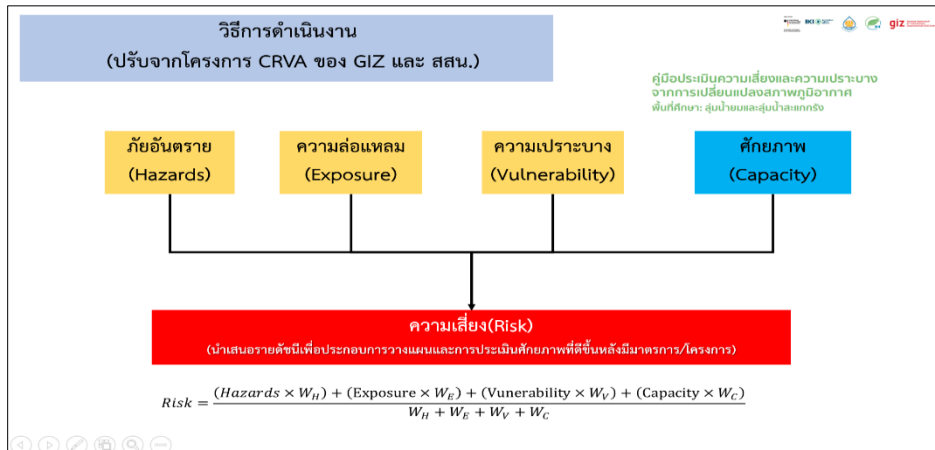 วิธีการดำเนินงาน
(ปรับจากโครงการ CRVA ของ GIZ และ สสน.)
giz
คู่มือประเมินความเสี่ยงและความเปราะบาง
จากการเปลี่ยนแปลงสภาพภูมิอากาศ
พื้นที่ศึกษา: ลุ่มน้ำยมและลุ่มน้ำสะแกกรัง
ภัยอันตราย
(Hazards)
ความล่อแหลม
(Exposure)
ความเปราะบาง
(Vulnerability)
ศักยภาพ
(Capacity)
ความเสี่ยง(Risk)
(นำเสนอรายดัชนีเพื่อประกอบการวางแผนและการประเมินศักยภาพที่ดีขึ้นหลังมีมาตรการ/โครงการ)
Risk = \frac{(Hazards × W_H) + (Exposure × W_E) + (Vunerability × W_V) + (Capacity × W_C)}{W_H + W_E + W_V + W_C}